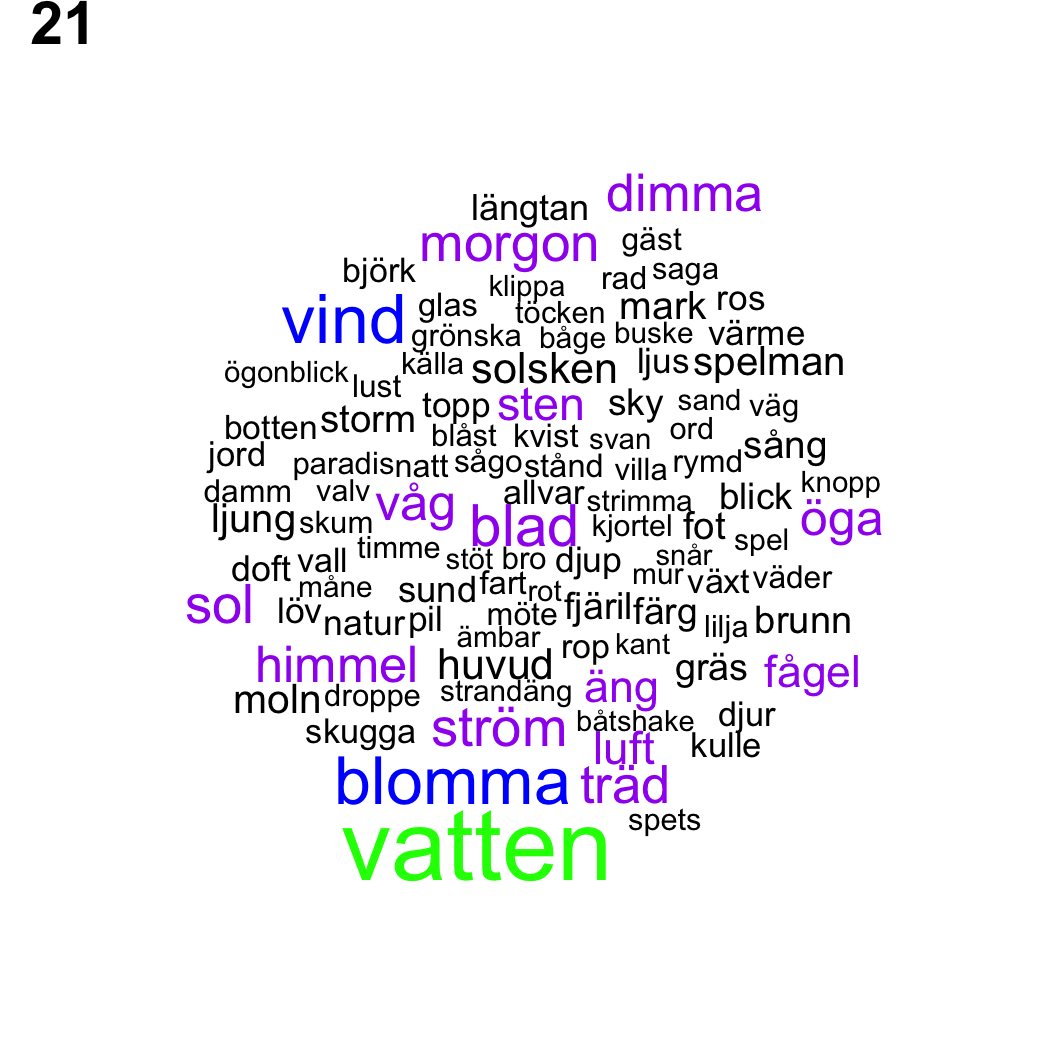 21
längtan dimma
morgon gäst
björk klippa rad saga
vind glas töcken mark ros
grönska båge buske värme
ögonblick lust källa solsken ljus spelman
botten storm topp sten sky sand väg
blåst kvist svan ord sång
jord paradis natt sågo stånd villa rymd
damm valv våg allvar strimma blick knopp
ljung skum blad kjortel fot spel öga
doft vall timme stöt bro djup snår
måne sund fart rot mur växt väder
sol löv natur pil möte fjäril färg lilja brunn
ämbar rop kant
himmel huvud äng gräs fågel
moln droppe strandäng
skugga ström båtshake djur
luft kulle
blomma träd
vatten spets